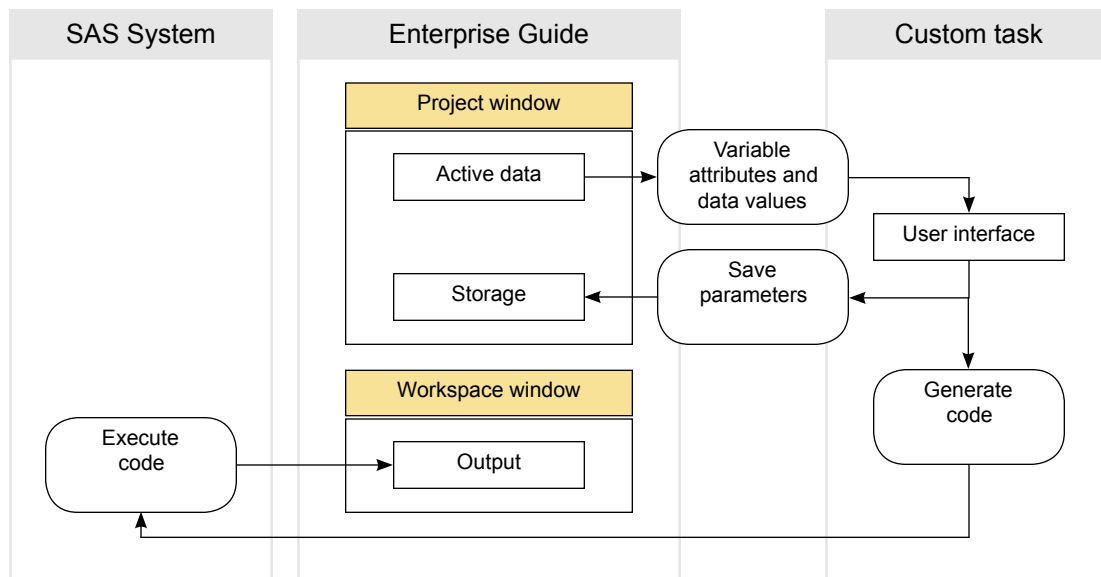 SAS System
Enterprise Guide
Custom task
Project window
Active data
Variable
attributes and
data values
User interface
Storage
Save
parameters
Workspace window
Generate
code
Execute
code
Output